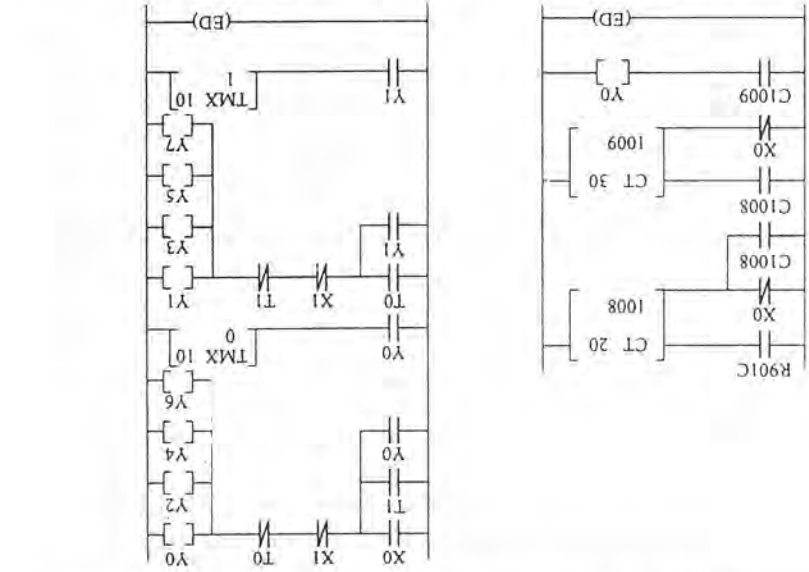 R901C
CT 20
X0
1008
C1008
C1008
CT 30
X0
1009
C1009 Y0
(ED)
X0 X1 T0 Y0
T1 Y2
Y0 Y4
Y6
Y0 TMX 10
0
T0 X1 T1 Y1
Y1 Y3
Y5
Y7
Y1 TMX 10
1
(ED)